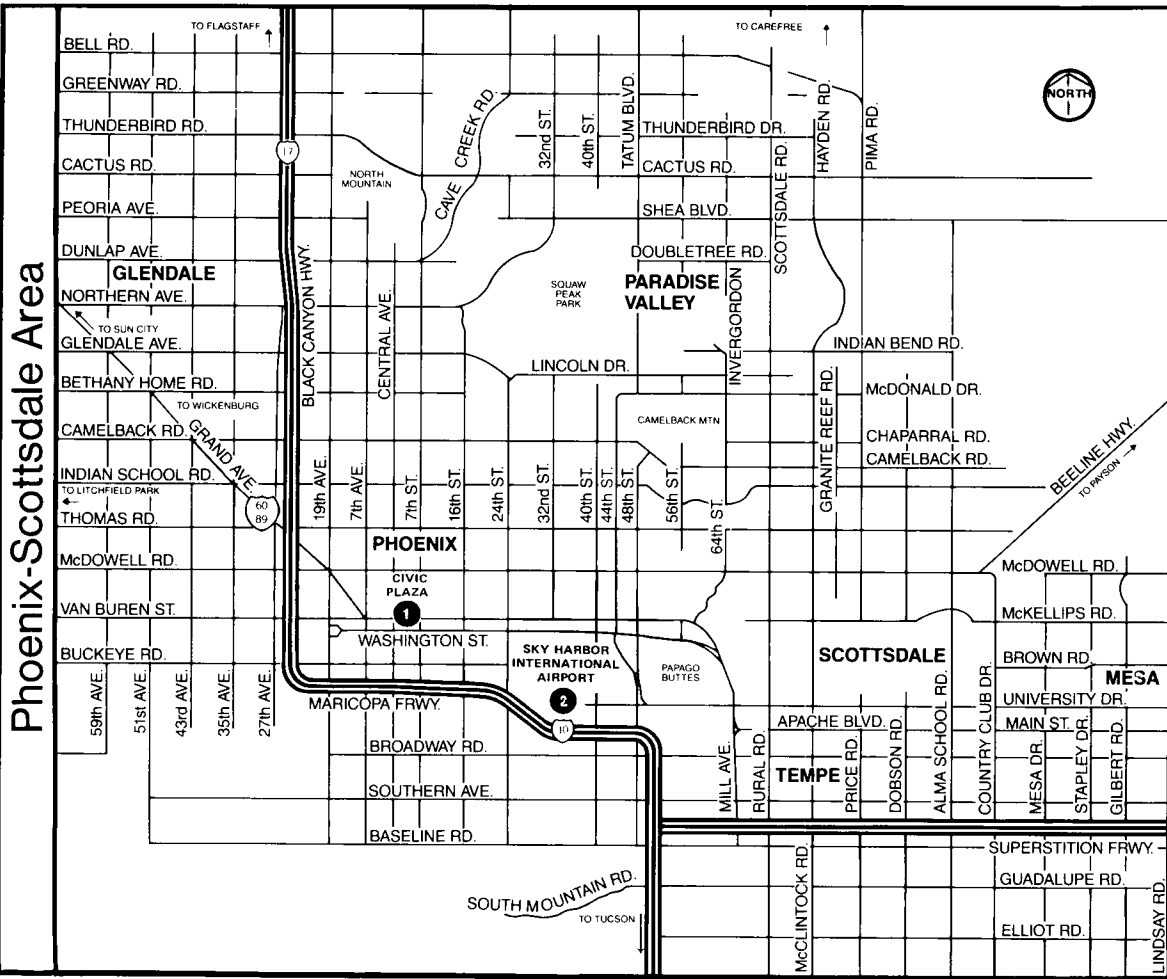 Phoenix-Scottsdale Area
TO FLAGSTAFF
TO CAREFREE
NORTH
BELL RD.
GREENWAY RD.
THUNDERBIRD RD.
CACTUS RD.
PEORIA AVE.
DUNLAP AVE.
GLENDALE
NORTHERN AVE.
TO SUN CITY
GLENDALE AVE.
BETHANY HOME RD.
TO WICKENBURG
CAMELBACK RD.
GRAND AVE.
INDIAN SCHOOL RD.
TO LITCHFIELD PARK
60
89
THOMAS RD.
McDOWELL RD.
VAN BUREN ST.
BUCKEYE RD.
59th AVE.
51st AVE.
43rd AVE.
35th AVE.
27th AVE.
17
BLACK CANYON HWY.
NORTH
MOUNTAIN
CENTRAL AVE.
CAVE CREEK RD.
32nd ST.
40th ST.
TATUM BLVD.
THUNDERBIRD DR.
CACTUS RD.
SHEA BLVD.
DOUBLETREE RD.
SCOTTSDALE RD.
HAYDEN RD.
PIMA RD.
SQUAW
PEAK
PARK
PARADISE
VALLEY
INVERGORDON
LINCOLN DR.
INDIAN BEND RD.
McDONALD DR.
CAMELBACK MTN
GRANITE REEF RD.
CHAPARRAL RD.
CAMELBACK RD.
BEELINE HWY.
TO PAYSON
19th AVE.
7th AVE.
7th ST.
16th ST.
24th ST.
32nd ST.
40th ST.
44th ST.
48th ST.
56th ST.
64th ST.
PHOENIX
CIVIC
PLAZA
1
WASHINGTON ST.
SKY HARBOR
INTERNATIONAL
AIRPORT
2
10
PAPAGO
BUTTES
MARICOPA FRWY.
BROADWAY RD.
SOUTHERN AVE.
BASELINE RD.
SOUTH MOUNTAIN RD.
TO TUCSON
McDOWELL RD.
McKELLIPS RD.
SCOTTSDALE
BROWN RD.
MESA
UNIVERSITY DR.
APACHE BLVD.
MAIN ST.
TEMPE
MILL AVE.
RURAL RD.
PRICE RD.
DOBSON RD.
ALMA SCHOOL RD.
COUNTRY CLUB DR.
MESA DR.
STAPLEY DR.
GILBERT RD.
SUPERSTITION FRWY.
McCLINTOCK RD.
GUADALUPE RD.
ELLIOT RD.
LINDSAY RD.